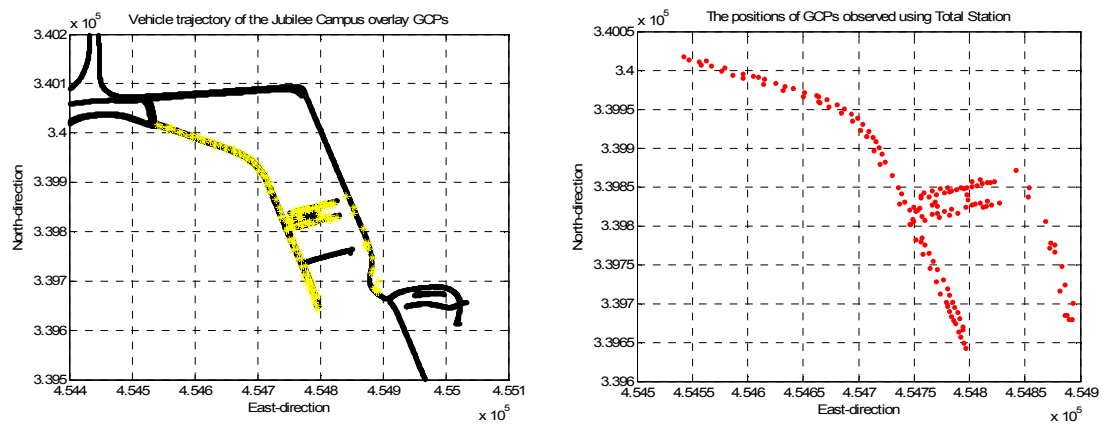 Vehicle trajectory of the Jubilee Campus overlay GCPs
x 10^5
3.402
3.401
3.4
3.399
3.398
3.397
3.396
3.395
North-direction
4.544 4.545 4.546 4.547 4.548 4.549 4.55 4.551
East-direction
x 10^5
The positions of GCPs observed using Total Station
x 10^5
3.4005
3.4
3.3995
3.399
3.3985
3.398
3.3975
3.397
3.3965
3.396
North-direction
4.545 4.5455 4.546 4.5465 4.547 4.5475 4.548 4.5485 4.549
East-direction
x 10^5